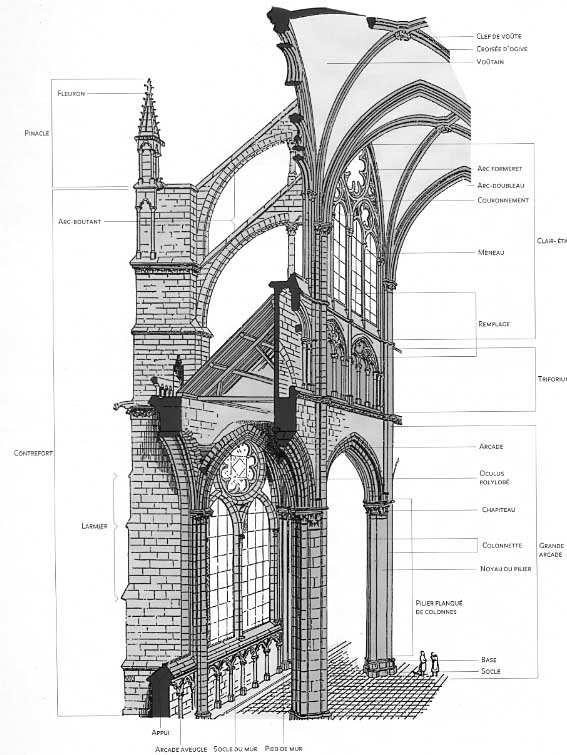 CLEF DE VOÛTE
CROISÉE D'OGIVE
VOÛTAIN
FLEURON
PINACLE
ARC FORMERET
ARC-DOUBLEAU
COURONNEMENT
ARC-BOUTANT
CLAIR-ÉTA
MENEAU
REMPLAGE
TRIFORIU
ARCADE
CONTREFORT
OCULUS
POLYLOBÉ
CHAPITEAU
LARMIER
COLONNETTE
GRANDE
ARCADE
NOYAU DU PILIER
PILIER FLANQUÉ
DE COLONNES
BASE
SOCLE
APPUI
ARCADE AVEUGLE
SOCLE DU MUR
PIED DE MUR